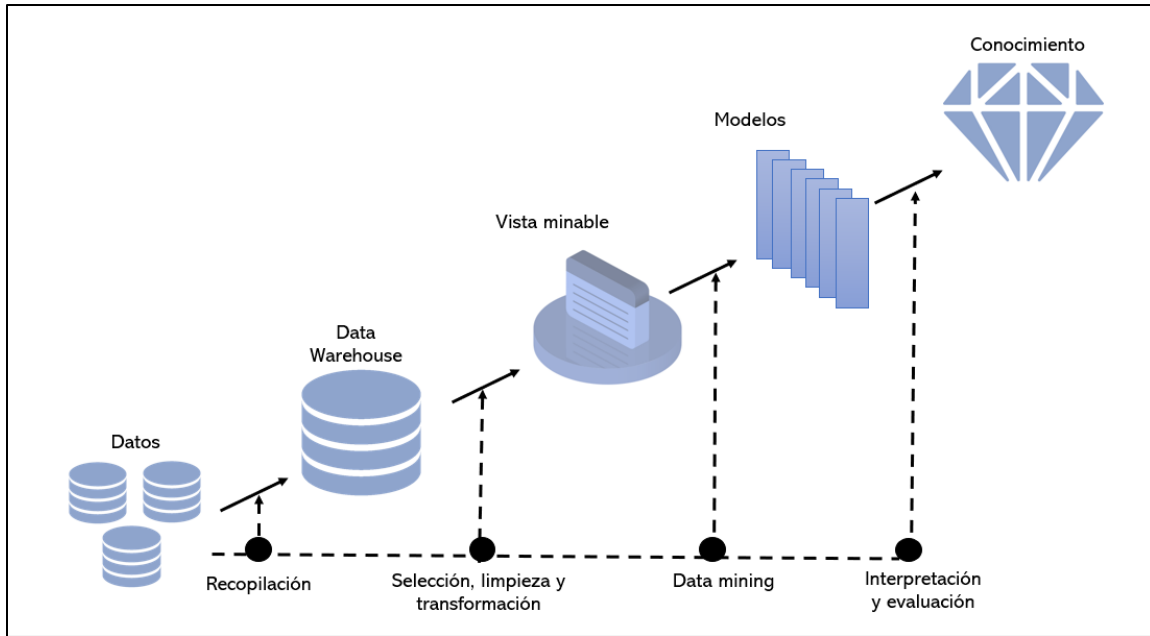 Conocimiento
Modelos
Vista minable
Data
Warehouse
Datos
Recopilación
Selección, limpieza y
transformación
Data mining
Interpretación
y evaluación